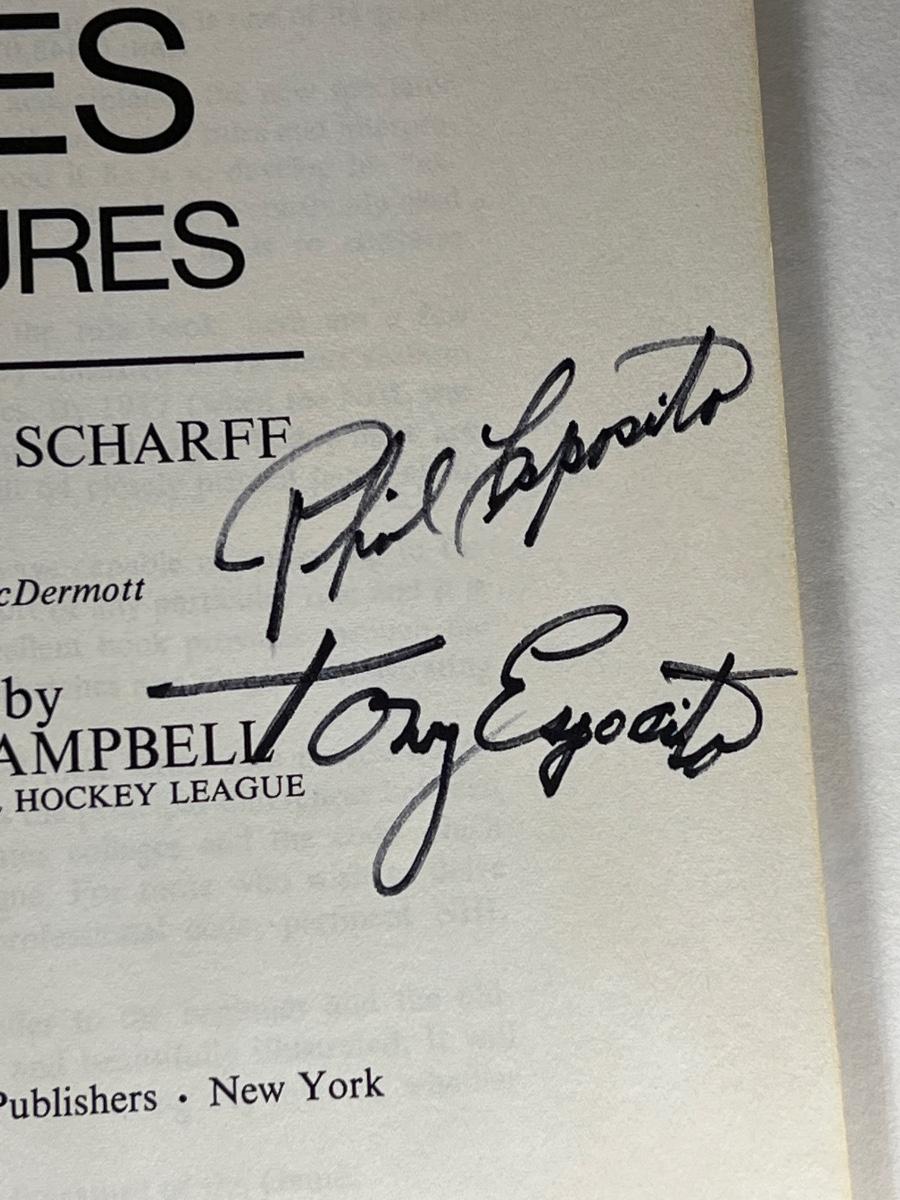 ES
URES
SCHARFF
Phil Esposito
cDermott
Tony Esposito
by
AMPBELL
HOCKEY LEAGUE
Publishers · New York